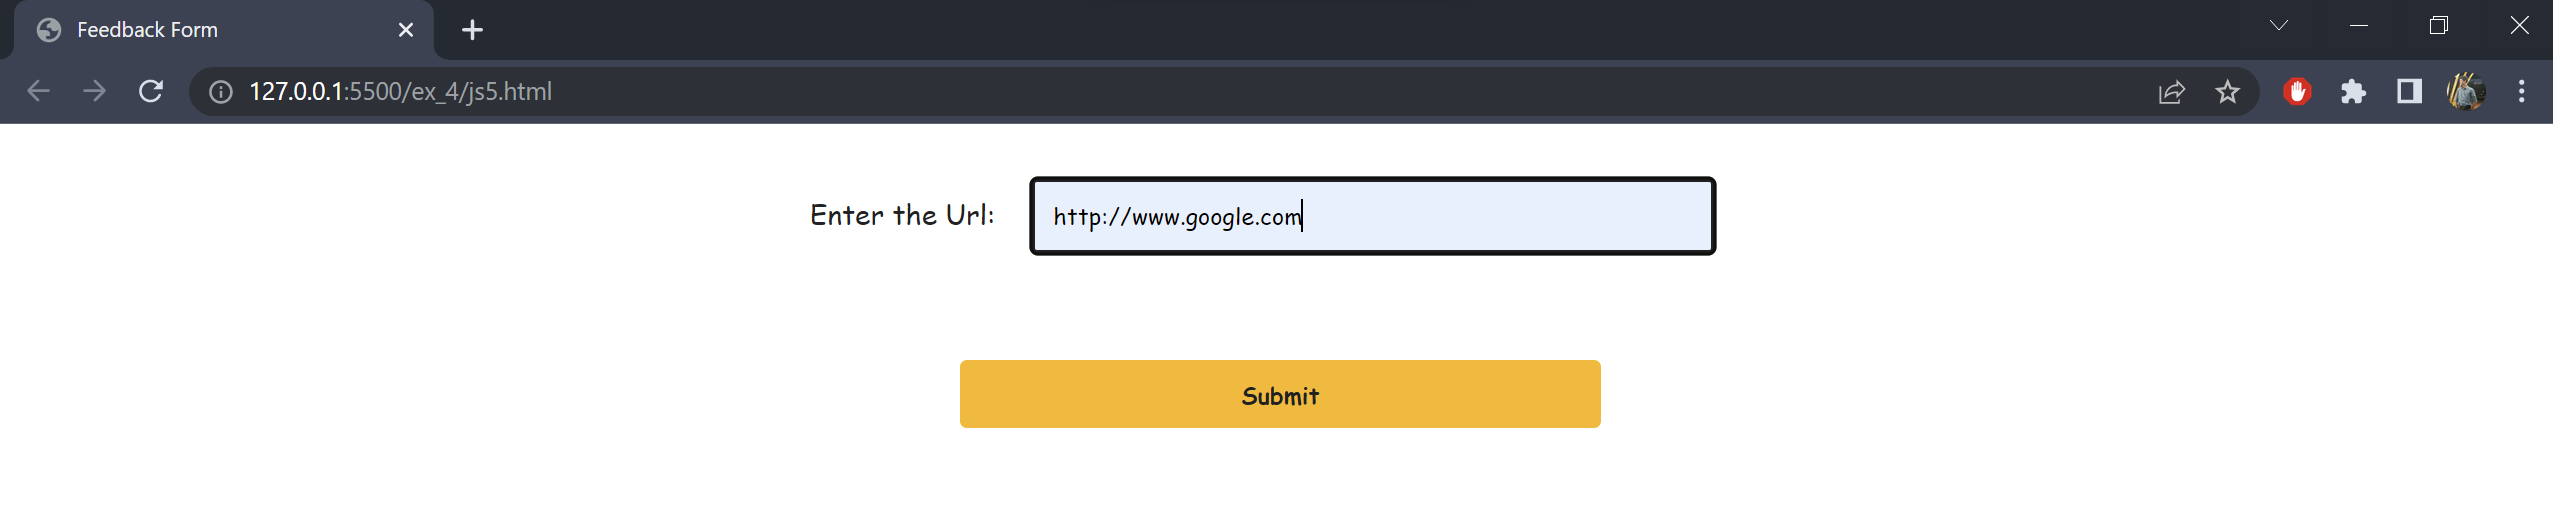 Feedback Form
127.0.0.1:5500/ex_4/js5.html
Enter the Url: http://www.google.com
Submit